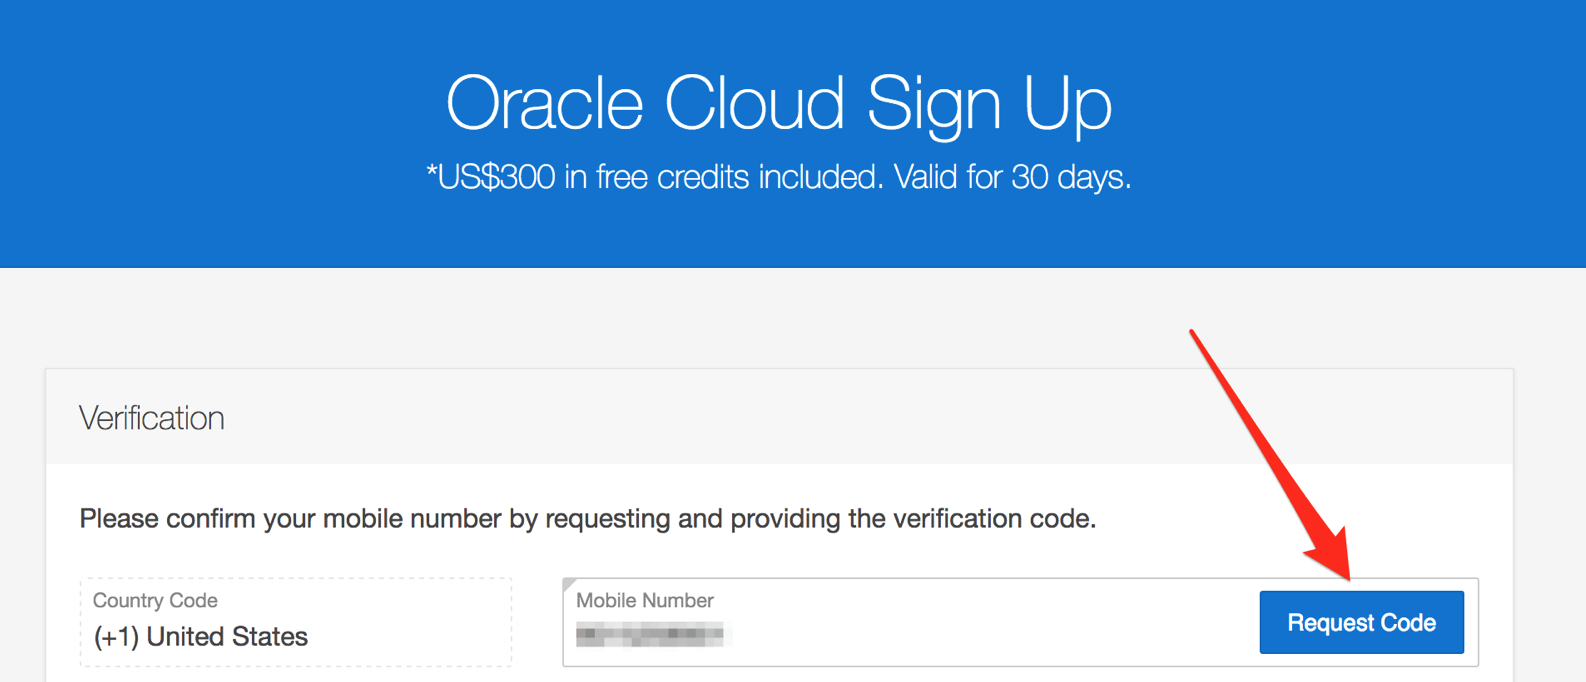 Oracle Cloud Sign Up
*US$300 in free credits included. Valid for 30 days.
Verification
Please confirm your mobile number by requesting and providing the verification code.
Country Code
(+1) United States
Mobile Number
Request Code